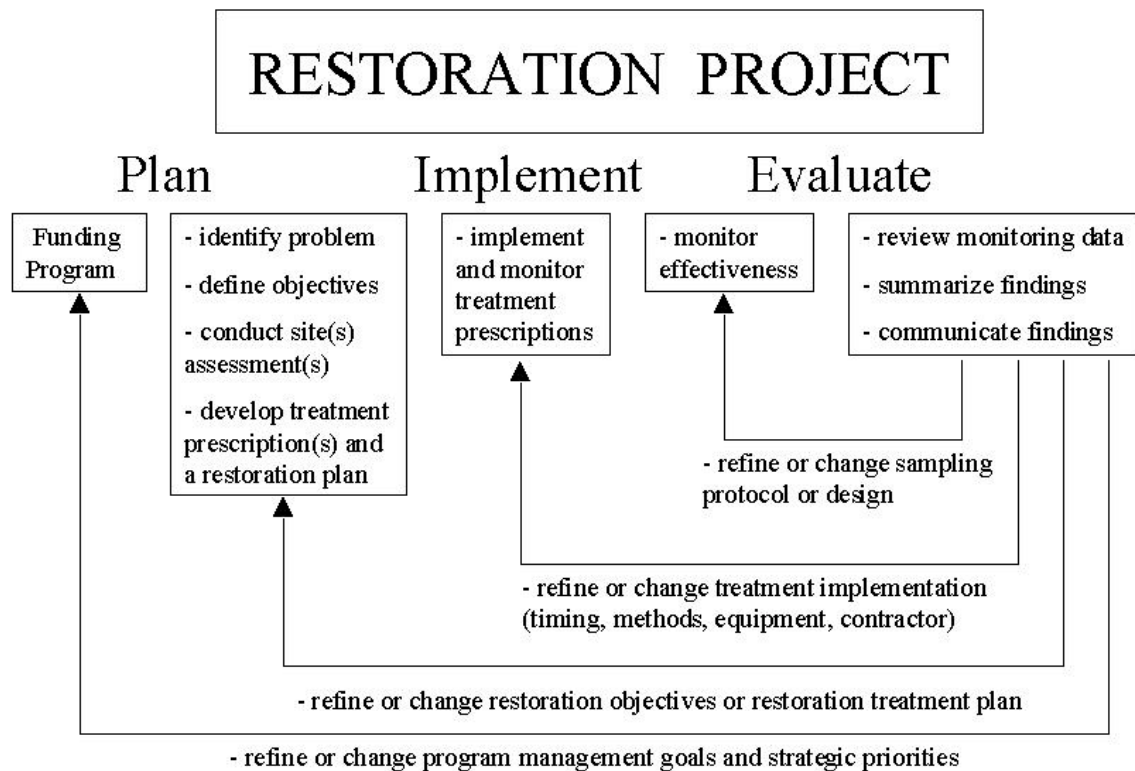 RESTORATION PROJECT
Plan
Implement
Evaluate
Funding
Program
- identify problem
- define objectives
- conduct site(s)
assessment(s)
- develop treatment
prescription(s) and
a restoration plan
- implement
and monitor
treatment
prescriptions
- monitor
effectiveness
- review monitoring data
- summarize findings
- communicate findings
- refine or change sampling
protocol or design
- refine or change treatment implementation
(timing, methods, equipment, contractor)
- refine or change restoration objectives or restoration treatment plan
- refine or change program management goals and strategic priorities